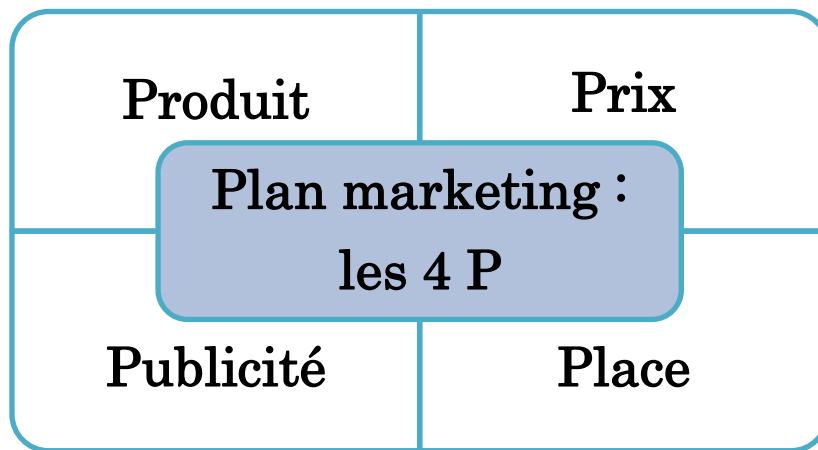 Produit
Prix
Plan marketing :
les 4 P
Publicité
Place